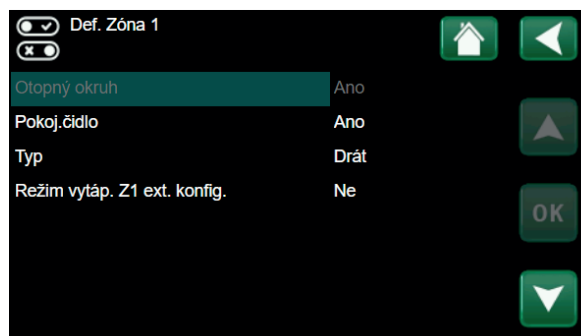 Def. Zóna 1
Otopný okruh Ano
Pokoj.čidlo Ano
Typ Drát
Režim vytáp. Z1 ext. konfig. Ne
OK